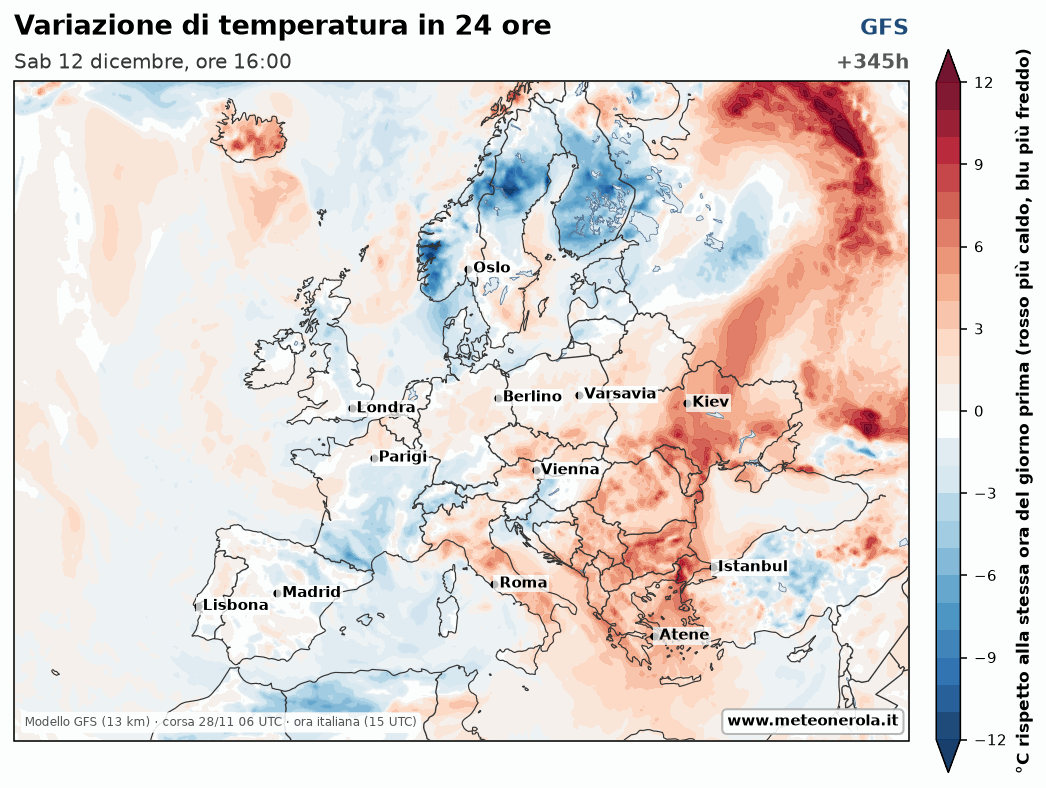 Variazione di temperatura in 24 ore
GFS
Sab 12 dicembre, ore 16:00
+345h
Oslo
Londra
Berlino
Varsavia
Kiev
Parigi
Vienna
Istanbul
Madrid
Roma
Lisbona
Atene
Modello GFS (13 km) · corsa 28/11 06 UTC · ora italiana (15 UTC)
www.meteonerola.it
12
9
6
3
0
−3
−6
−9
−12
°C rispetto alla stessa ora del giorno prima (rosso più caldo, blu più freddo)